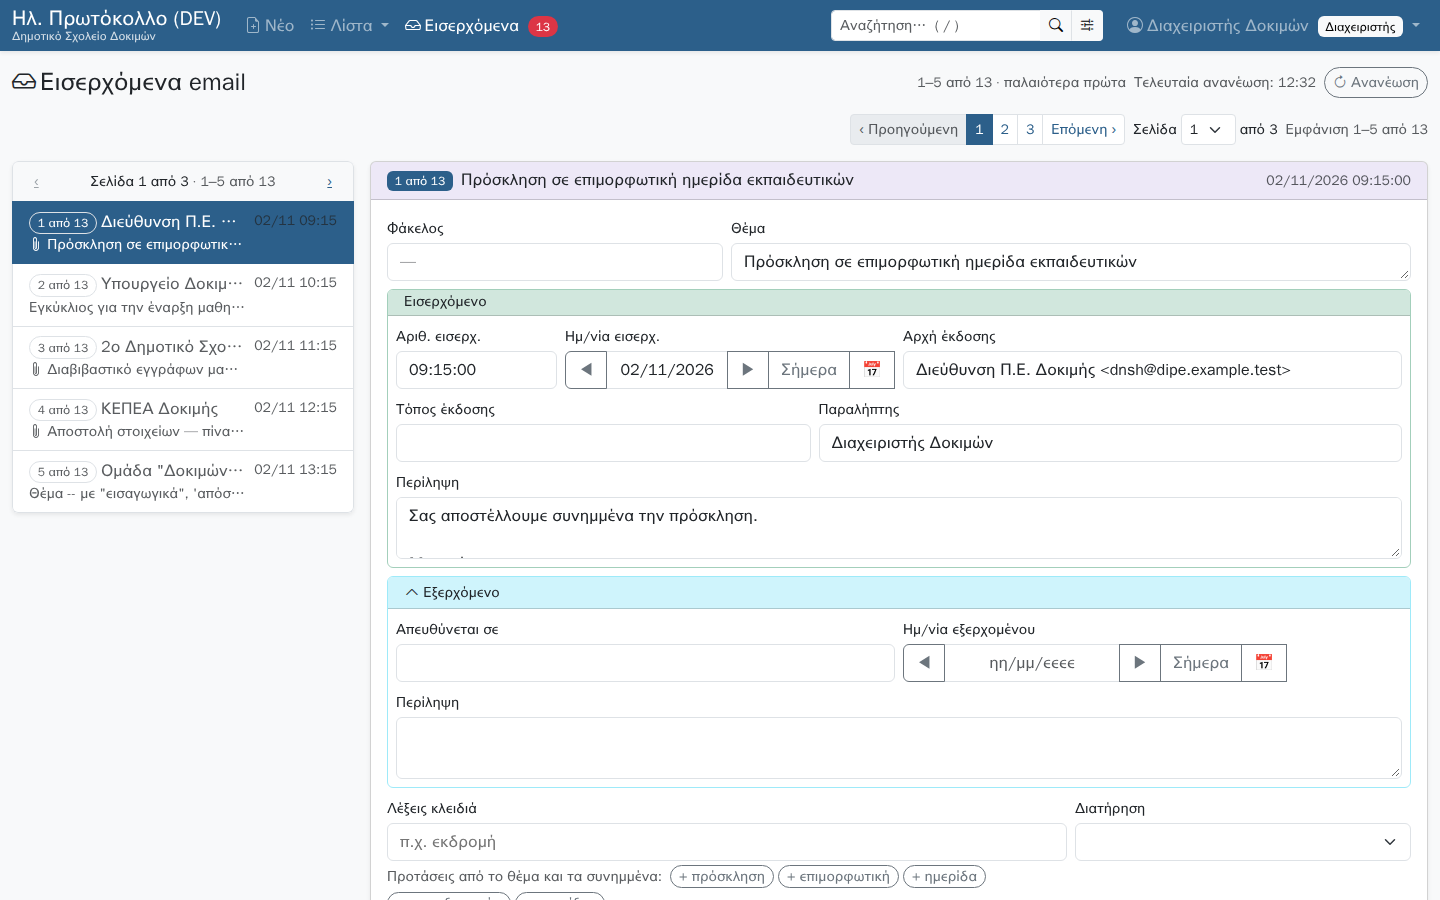 Ηλ. Πρωτόκολλο (DEV)
Δημοτικό Σχολείο Δοκιμών
Νέο
Λίστα
Εισερχόμενα 13
Αναζήτηση… ( / )
Διαχειριστής Δοκιμών Διαχειριστής
Εισερχόμενα email
1–5 από 13 · παλαιότερα πρώτα Τελευταία ανανέωση: 12:32 Ανανέωση
‹ Προηγούμενη 1 2 3 Επόμενη › Σελίδα 1 από 3 Εμφάνιση 1–5 από 13
‹ Σελίδα 1 από 3 · 1–5 από 13 ›
1 από 13 Διεύθυνση Π.Ε. … 02/11 09:15
Πρόσκληση σε επιμορφωτικ…
2 από 13 Υπουργείο Δοκιμ… 02/11 10:15
Εγκύκλιος για την έναρξη μαθη…
3 από 13 2ο Δημοτικό Σχο… 02/11 11:15
Διαβιβαστικό εγγράφων μα…
4 από 13 ΚΕΠΕΑ Δοκιμής 02/11 12:15
Αποστολή στοιχείων — πίνα…
5 από 13 Ομάδα "Δοκιμών… 02/11 13:15
Θέμα -- με "εισαγωγικά", 'απόσ…
1 από 13 Πρόσκληση σε επιμορφωτική ημερίδα εκπαιδευτικών 02/11/2026 09:15:00
Φάκελος Θέμα
— Πρόσκληση σε επιμορφωτική ημερίδα εκπαιδευτικών
Εισερχόμενο
Αριθ. εισερχ. Ημ/νία εισερχ. Αρχή έκδοσης
09:15:00 ◀ 02/11/2026 ▶ Σήμερα Διεύθυνση Π.Ε. Δοκιμής <dnsh@dipe.example.test>
Τόπος έκδοσης Παραλήπτης
Διαχειριστής Δοκιμών
Περίληψη
Σας αποστέλλουμε συνημμένα την πρόσκληση.
Εξερχόμενο
Απευθύνεται σε Ημ/νία εξερχομένου
◀ ηη/μμ/εεεε ▶ Σήμερα
Περίληψη
Λέξεις κλειδιά Διατήρηση
π.χ. εκδρομή
Προτάσεις από το θέμα και τα συνημμένα: + πρόσκληση + επιμορφωτική + ημερίδα